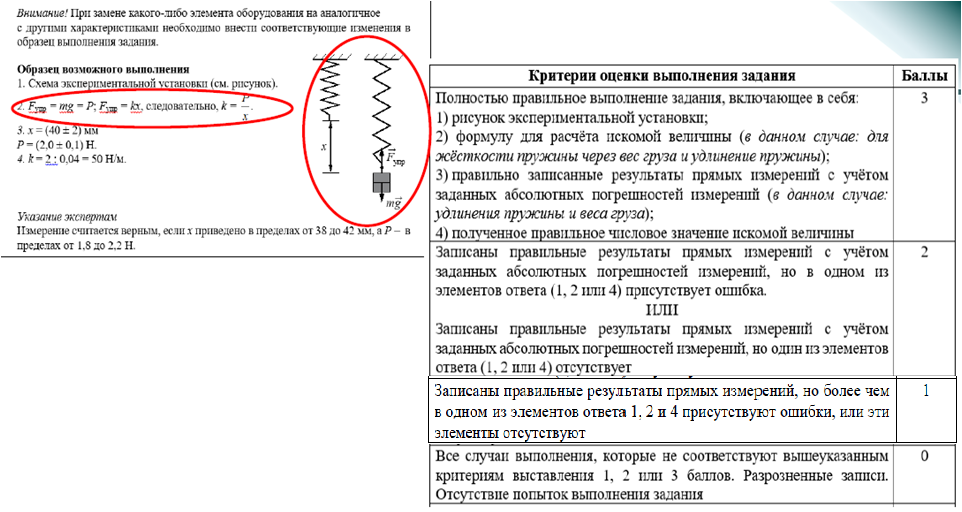 Внимание! При замене какого-либо элемента оборудования на аналогичное
с другими характеристиками необходимо внести соответствующие изменения в
образец выполнения задания.
Образец возможного выполнения
1. Схема экспериментальной установки (см. рисунок).
2. Fупр = mg = P; Fупр = kx, следовательно, k = P/x.
3. x = (40 ± 2) мм
P = (2,0 ± 0,1) Н.
4. k = 2 : 0,04 = 50 Н/м.
x
Fупр
mg
Указание экспертам
Измерение считается верным, если x приведено в пределах от 38 до 42 мм, а P – в
пределах от 1,8 до 2,2 Н.
Критерии оценки выполнения задания Баллы
Полностью правильное выполнение задания, включающее в себя: 3
1) рисунок экспериментальной установки;
2) формулу для расчёта искомой величины (в данном случае: для
жёсткости пружины через вес груза и удлинение пружины);
3) правильно записанные результаты прямых измерений с учётом
заданных абсолютных погрешностей измерений (в данном случае:
удлинения пружины и веса груза);
4) полученное правильное числовое значение искомой величины
Записаны правильные результаты прямых измерений с учётом 2
заданных абсолютных погрешностей измерений, но в одном из
элементов ответа (1, 2 или 4) присутствует ошибка.
ИЛИ
Записаны правильные результаты прямых измерений с учётом
заданных абсолютных погрешностей измерений, но один из элементов
ответа (1, 2 или 4) отсутствует
Записаны правильные результаты прямых измерений, но более чем 1
в одном из элементов ответа 1, 2 и 4 присутствуют ошибки, или эти
элементы отсутствуют
Все случаи выполнения, которые не соответствуют вышеуказанным 0
критериям выставления 1, 2 или 3 баллов. Разрозненные записи.
Отсутствие попыток выполнения задания